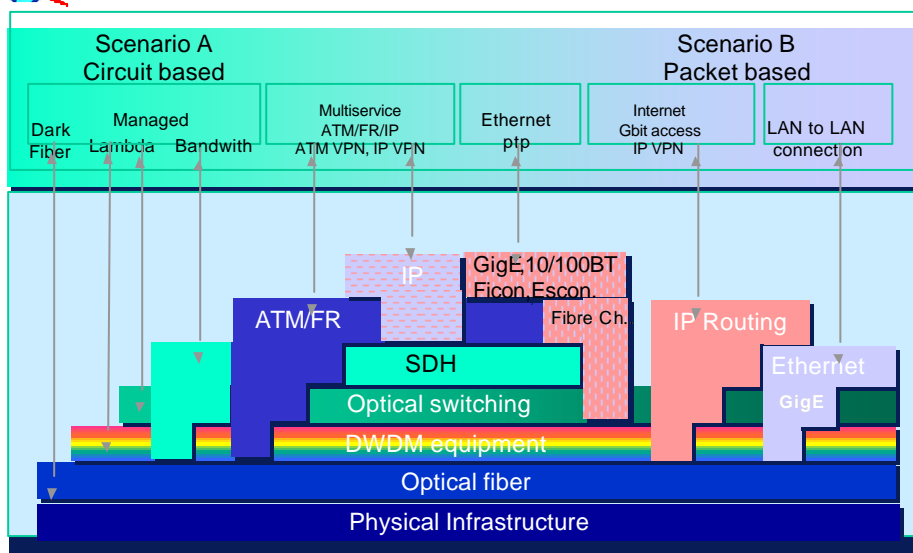 Scenario A
Circuit based
Scenario B
Packet based
Dark
Fiber
Managed
Lambda
Bandwith
Multiservice
ATM/FR/IP
ATM VPN, IP VPN
Ethernet
ptp
Internet
Gbit access
IP VPN
LAN to LAN
connection
IP
GigE,10/100BT
Ficon,Escon.
ATM/FR
Fibre Ch..
IP Routing
SDH
Ethernet
Optical switching
GigE
DWDM equipment
Optical fiber
Physical Infrastructure